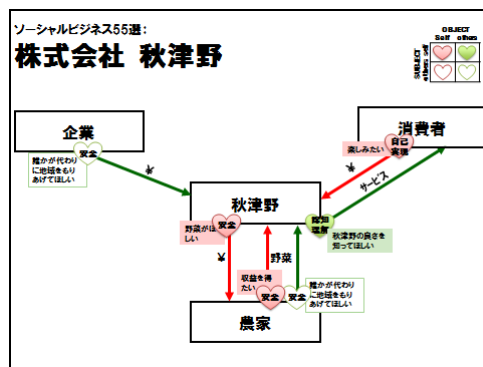 ソーシャルビジネス55選：
株式会社 秋津野
OBJECT
Self others
SUBJECT
others self
企業
安全
誰かが代わり
に地域をもり
あげてほしい
¥
消費者
自己
実現
楽しみたい
¥
サービス
秋津野
安全
野菜がほ
しい
認知
理解
秋津野の良さを
知ってほしい
¥
野菜
収益を得
たい
安全
安全
誰かが代わり
に地域をもり
あげてほしい
農家